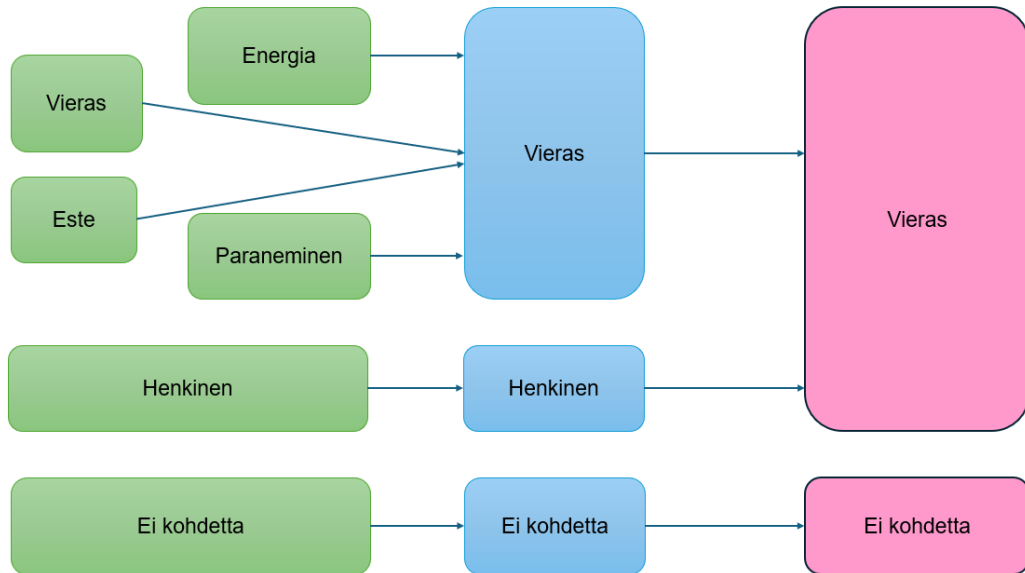 Energia
Vieras
Este
Paraneminen
Vieras
Vieras
Henkinen
Henkinen
Ei kohdetta
Ei kohdetta
Ei kohdetta